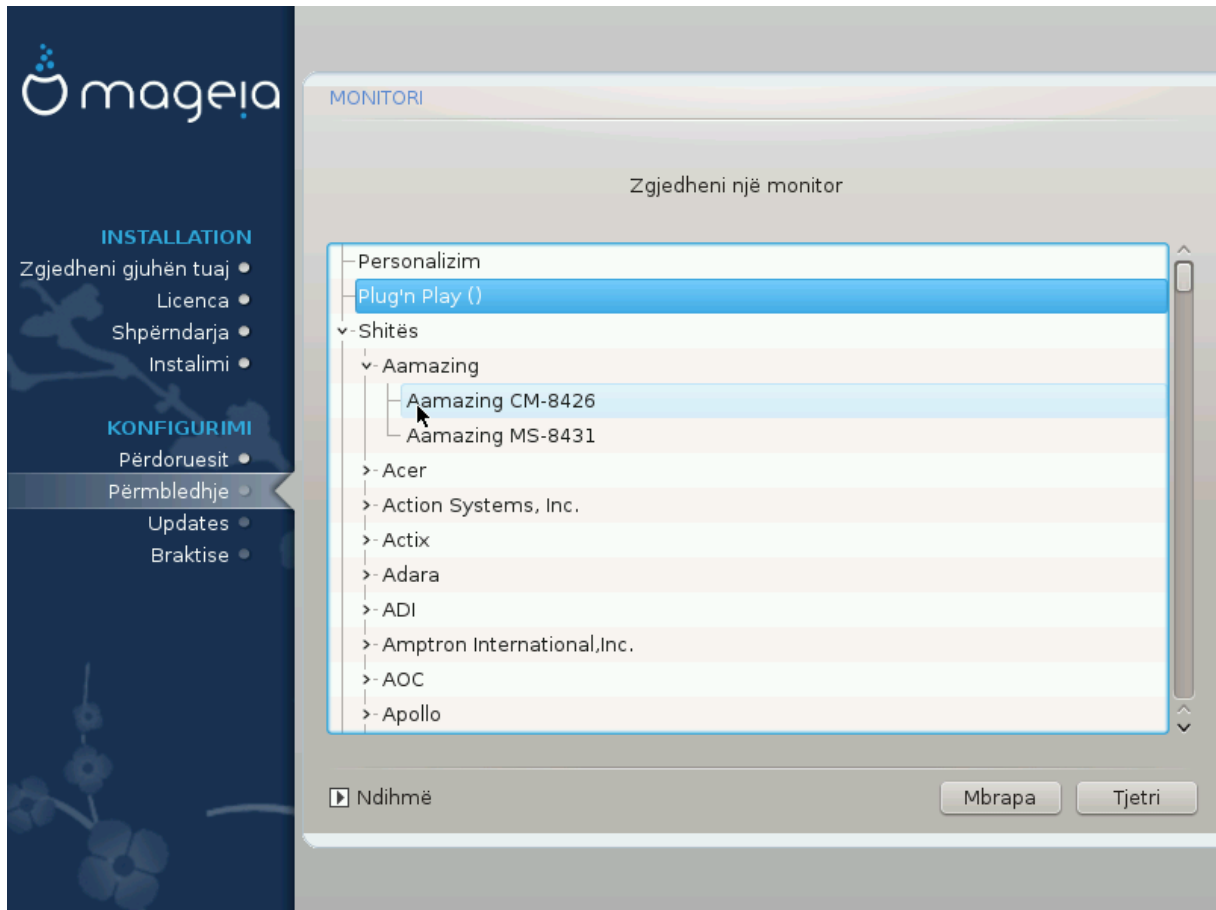 mageia
INSTALLATION
Zgjedheni gjuhën tuaj
Licenca
Shpërndarja
Instalimi
KONFIGURIMI
Përdoruesit
Përmbledhje
Updates
Braktise
MONITORI
Zgjedheni një monitor
Personalizim
Plug'n Play ()
Shitës
Aamazing
Aamazing CM-8426
Aamazing MS-8431
Acer
Action Systems, Inc.
Actix
Adara
ADI
Amptron International,Inc.
AOC
Apollo
Ndihmë
Mbrapa
Tjetri